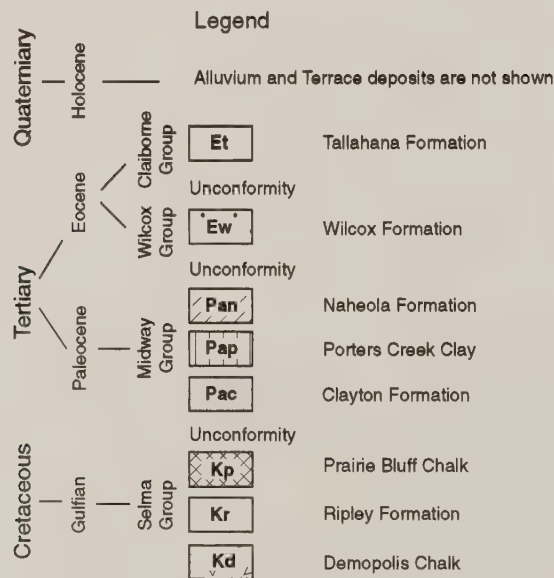 Legend
Quaterniary
Holocene
Alluvium and Terrace deposits are not shown
Tertiary
Eocene
Claiborne
Group
Et
Tallahana Formation
Unconformity
Wilcox
Group
Ew
Wilcox Formation
Unconformity
Paleocene
Midway
Group
Pan
Naheola Formation
Pap
Porters Creek Clay
Pac
Clayton Formation
Unconformity
Cretaceous
Gulfian
Selma
Group
Kp
Prairie Bluff Chalk
Kr
Ripley Formation
Kd
Demopolis Chalk